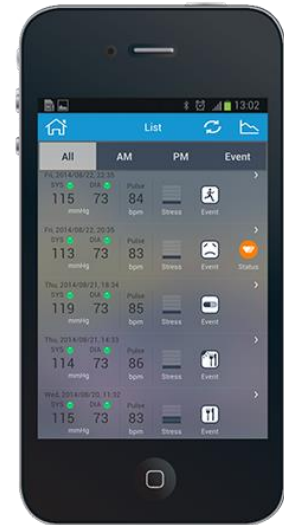 13:02
List
All AM PM Event
Fri, 2014/08/22, 22:35
SYS DIA Pulse
115 73 84
mmHg bpm Stress Event
Fri, 2014/08/22, 20:35
SYS DIA Pulse
113 73 83
mmHg bpm Stress Event Status
Thu, 2014/08/21, 18:34
SYS DIA Pulse
119 73 85
mmHg bpm Stress Event
Thu, 2014/08/21, 14:33
SYS DIA Pulse
114 73 86
mmHg bpm Stress Event
Wed, 2014/08/20, 11:32
SYS DIA Pulse
115 73 83
mmHg bpm Stress Event